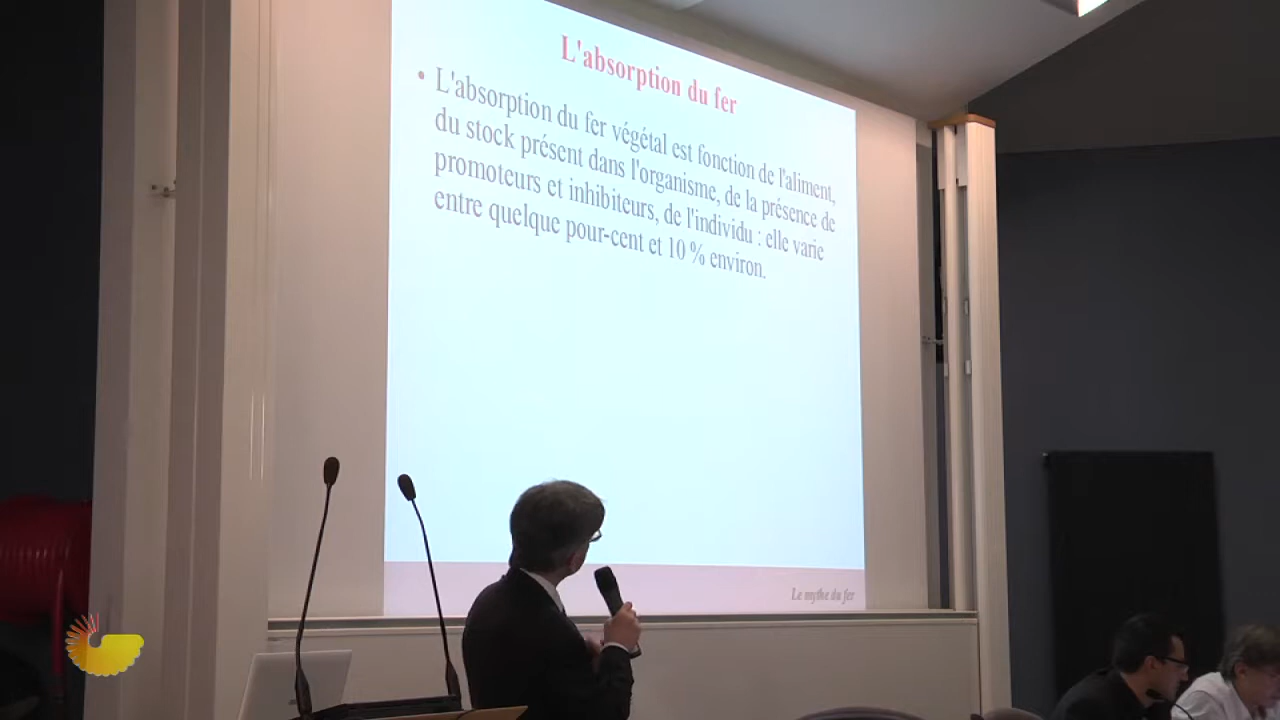 L'absorption du fer
• L'absorption du fer végétal est fonction de l'aliment,
du stock présent dans l'organisme, de la présence de
promoteurs et inhibiteurs, de l'individu : elle varie
entre quelque pour-cent et 10 % environ.
Le mythe du fer